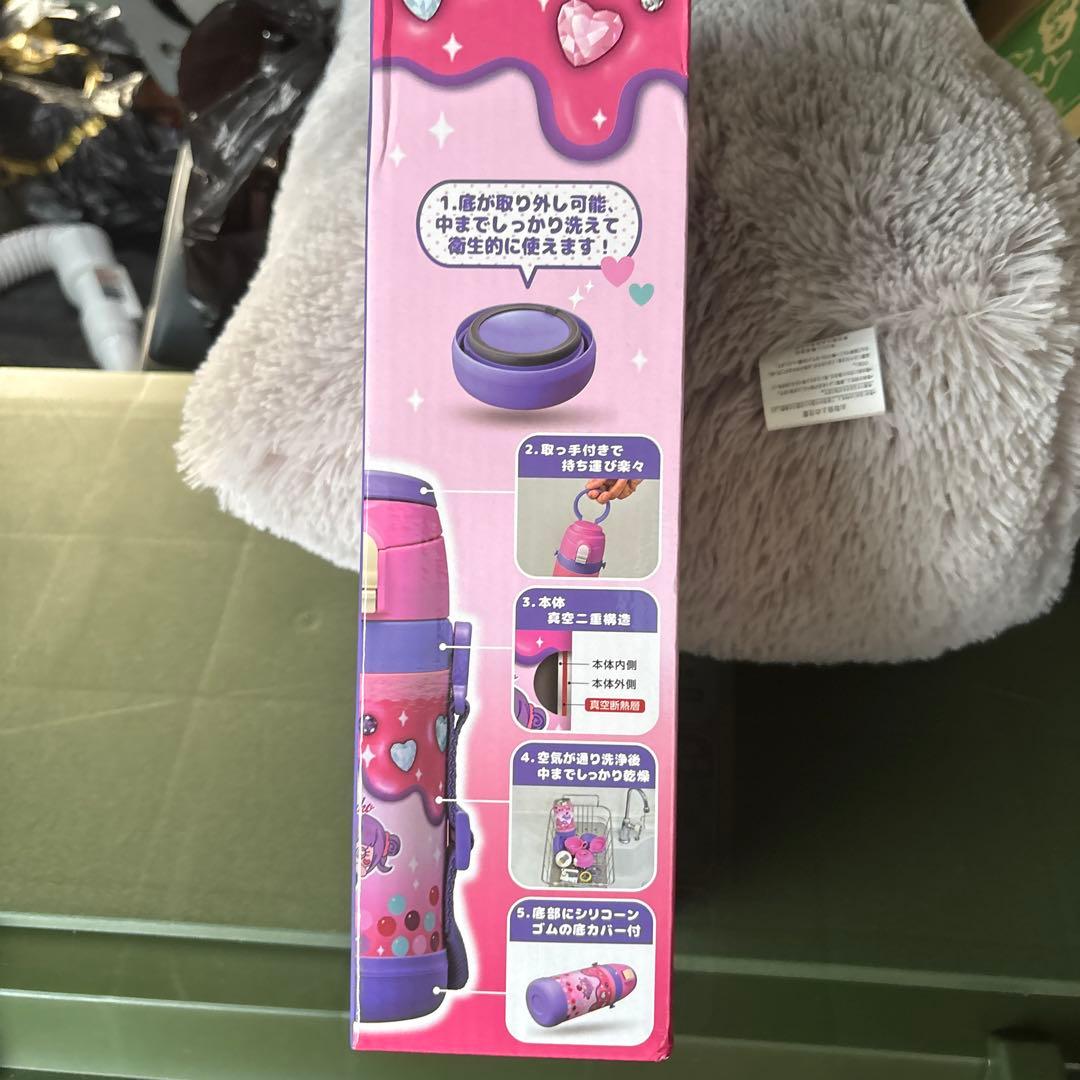 1.底が取り外し可能、
中までしっかり洗えて
衛生的に使えます！
2.取っ手付きで
持ち運び楽々
3.本体
真空二重構造
本体内側
本体外側
真空断熱層
4.空気が通り洗浄後
中までしっかり乾燥
5.底部にシリコーン
ゴムの底カバー付